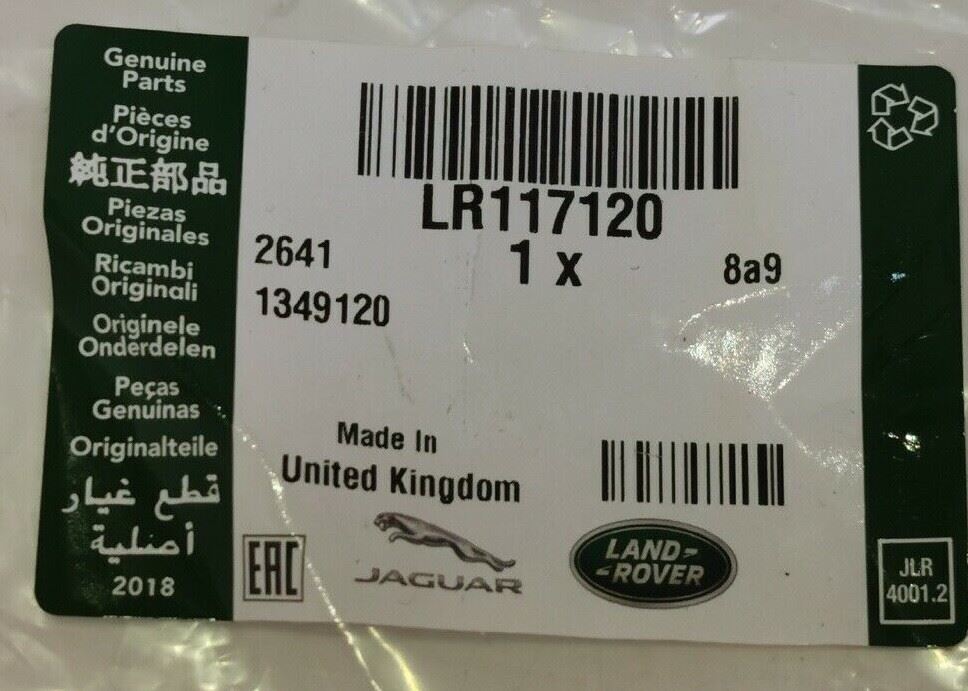 Genuine
Parts
Pièces
d'Origine
純正部品
Piezas
Originales
Ricambi
Originali
Originele
Onderdelen
Peças
Genuinas
Originalteile
قطع غيار
أصلية
2018
LR117120
2641
1 x
8a9
1349120
Made In
United Kingdom
EAC
JAGUAR
LAND-
-ROVER
JLR
4001.2